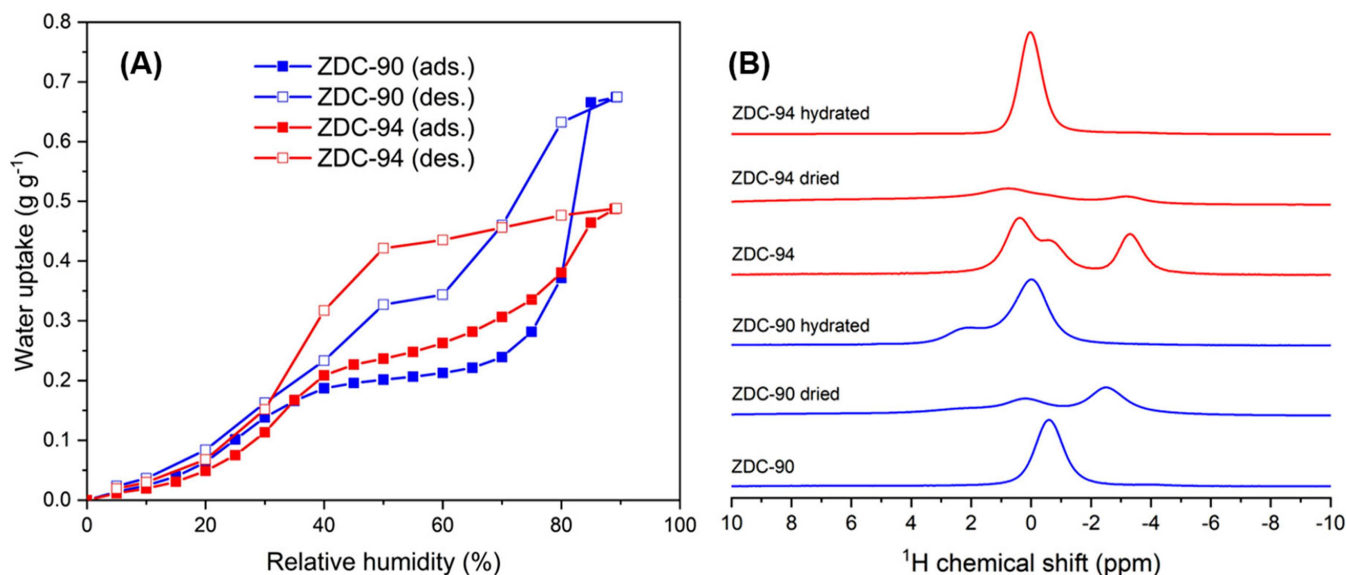 (A)
ZDC-90 (ads.)
ZDC-90 (des.)
ZDC-94 (ads.)
ZDC-94 (des.)
Water uptake (g g⁻¹)
0.8
0.7
0.6
0.5
0.4
0.3
0.2
0.1
0.0
0 20 40 60 80 100
Relative humidity (%)
(B)
ZDC-94 hydrated
ZDC-94 dried
ZDC-94
ZDC-90 hydrated
ZDC-90 dried
ZDC-90
10 8 6 4 2 0 -2 -4 -6 -8 -10
¹H chemical shift (ppm)